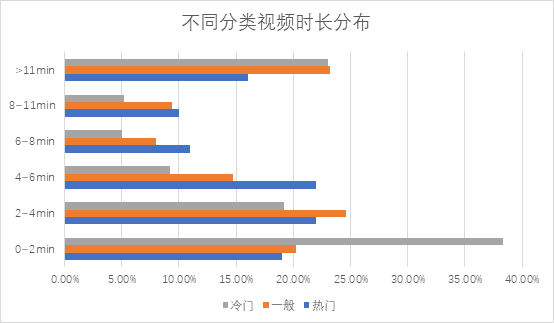 不同分类视频时长分布
>11min
8-11min
6-8min
4-6min
2-4min
0-2min
0.00% 5.00% 10.00% 15.00% 20.00% 25.00% 30.00% 35.00% 40.00%
冷门 一般 热门